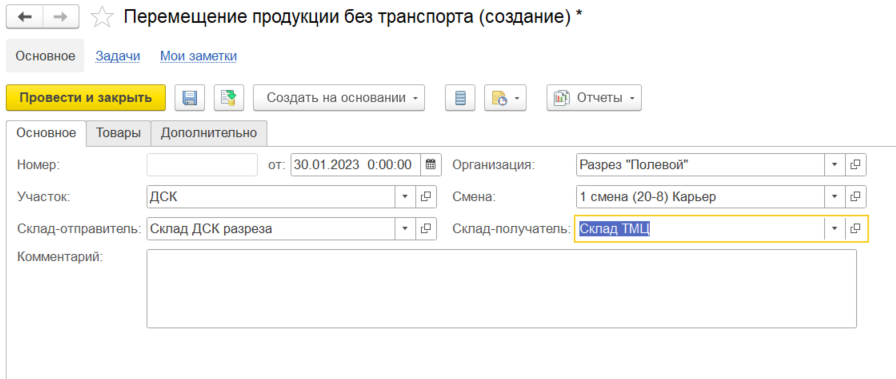 Перемещение продукции без транспорта (создание) *
Основное Задачи Мои заметки
Провести и закрыть Создать на основании Отчеты
Основное Товары Дополнительно
Номер: от: 30.01.2023 0:00:00 Организация: Разрез "Полевой"
Участок: ДСК Смена: 1 смена (20-8) Карьер
Склад-отправитель: Склад ДСК разреза Склад-получатель: Склад ТМЦ
Комментарий: